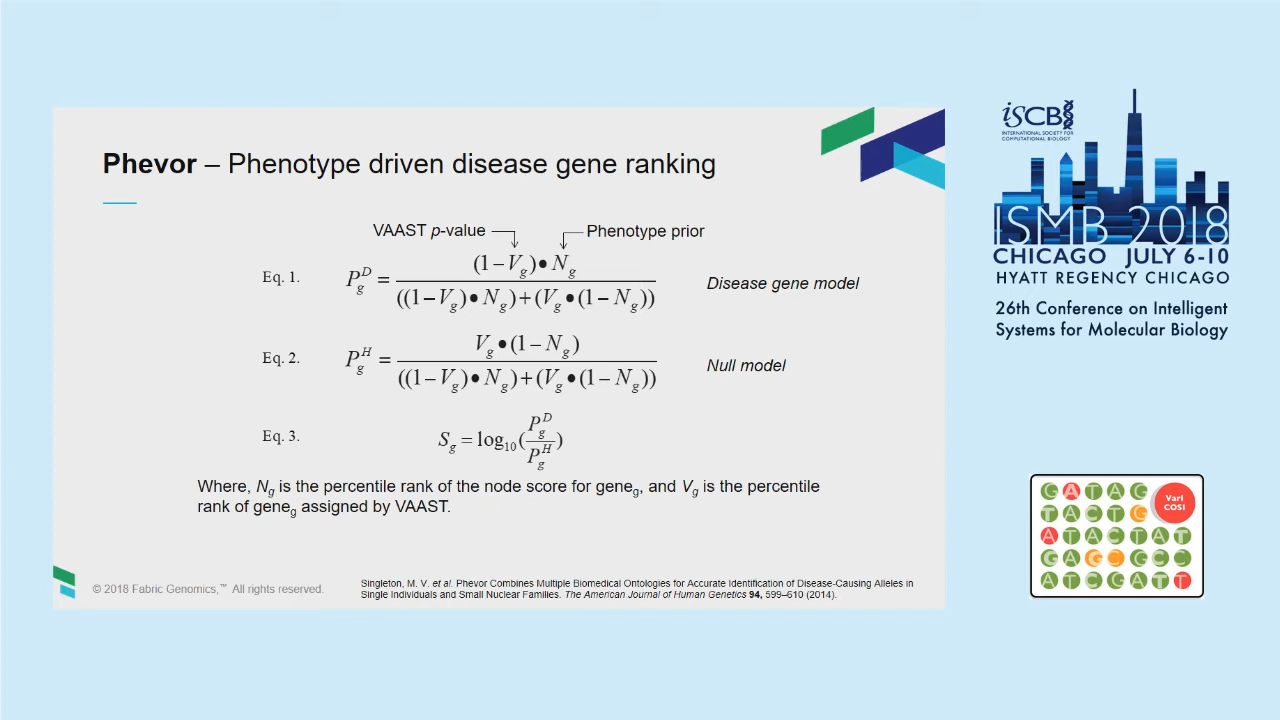 Phevor – Phenotype driven disease gene ranking
VAAST p-value
Phenotype prior
Eq. 1.
P_g^D = ((1 – V_g) • N_g) / (((1 – V_g) • N_g) + (V_g • (1 – N_g)))
Disease gene model
Eq. 2.
P_g^H = (V_g • (1 – N_g)) / (((1 – V_g) • N_g) + (V_g • (1 – N_g)))
Null model
Eq. 3.
S_g = log_10(P_g^D / P_g^H)
Where, N_g is the percentile rank of the node score for gene_g, and V_g is the percentile
rank of gene_g assigned by VAAST.
© 2018 Fabric Genomics,™ All rights reserved.
Singleton, M. V. et al. Phevor Combines Multiple Biomedical Ontologies for Accurate Identification of Disease-Causing Alleles in
Single Individuals and Small Nuclear Families. The American Journal of Human Genetics 94, 599–610 (2014).
iSCB
INTERNATIONAL SOCIETY FOR
COMPUTATIONAL BIOLOGY
ISMB 2018
CHICAGO JULY 6-10
HYATT REGENCY CHICAGO
26th Conference on Intelligent
Systems for Molecular Biology
GATAG
VarI
COSI
TACTG
ATACTAT
GAGCGCC
ATCGATT